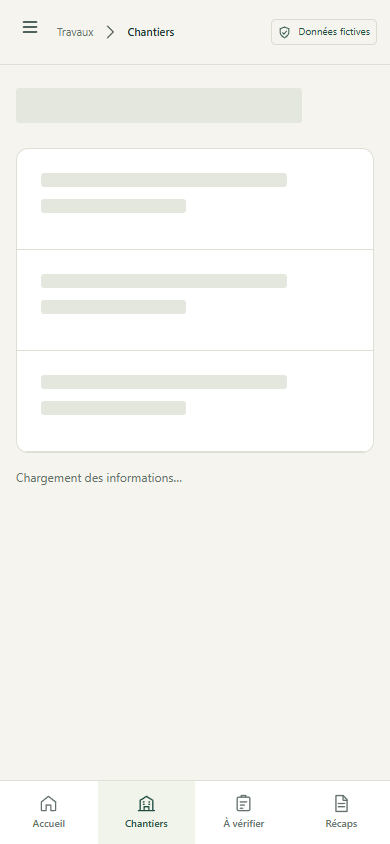 Travaux
Chantiers
Données fictives
Chargement des informations...
Accueil
Chantiers
À vérifier
Récaps